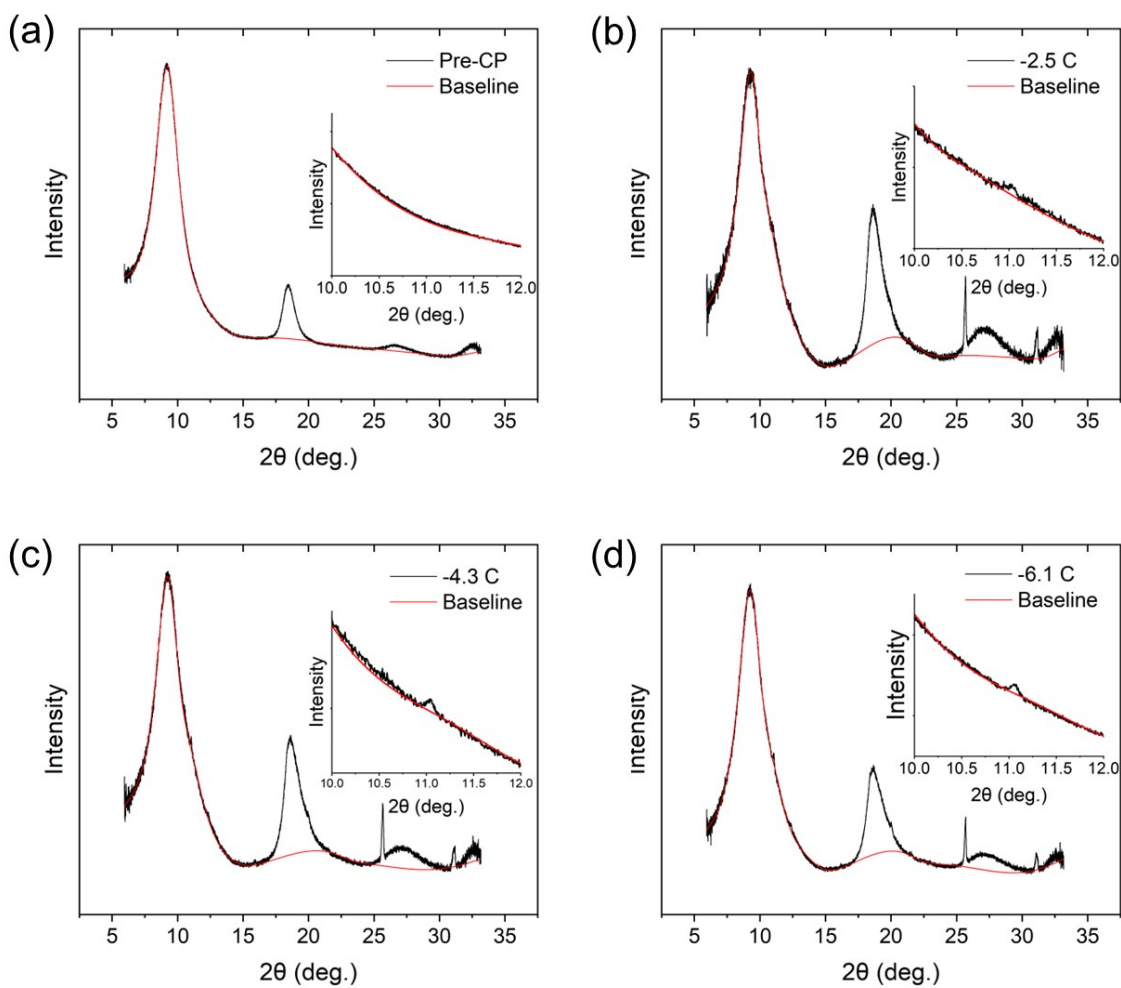 (a)
Pre-CP
Baseline
Intensity
Intensity
10.0 10.5 11.0 11.5 12.0
2θ (deg.)
5 10 15 20 25 30 35
2θ (deg.)
(b)
-2.5 C
Baseline
Intensity
Intensity
10.0 10.5 11.0 11.5 12.0
2θ (deg.)
5 10 15 20 25 30 35
2θ (deg.)
(c)
-4.3 C
Baseline
Intensity
Intensity
10.0 10.5 11.0 11.5 12.0
2θ (deg.)
5 10 15 20 25 30 35
2θ (deg.)
(d)
-6.1 C
Baseline
Intensity
Intensity
10.0 10.5 11.0 11.5 12.0
2θ (deg.)
5 10 15 20 25 30 35
2θ (deg.)